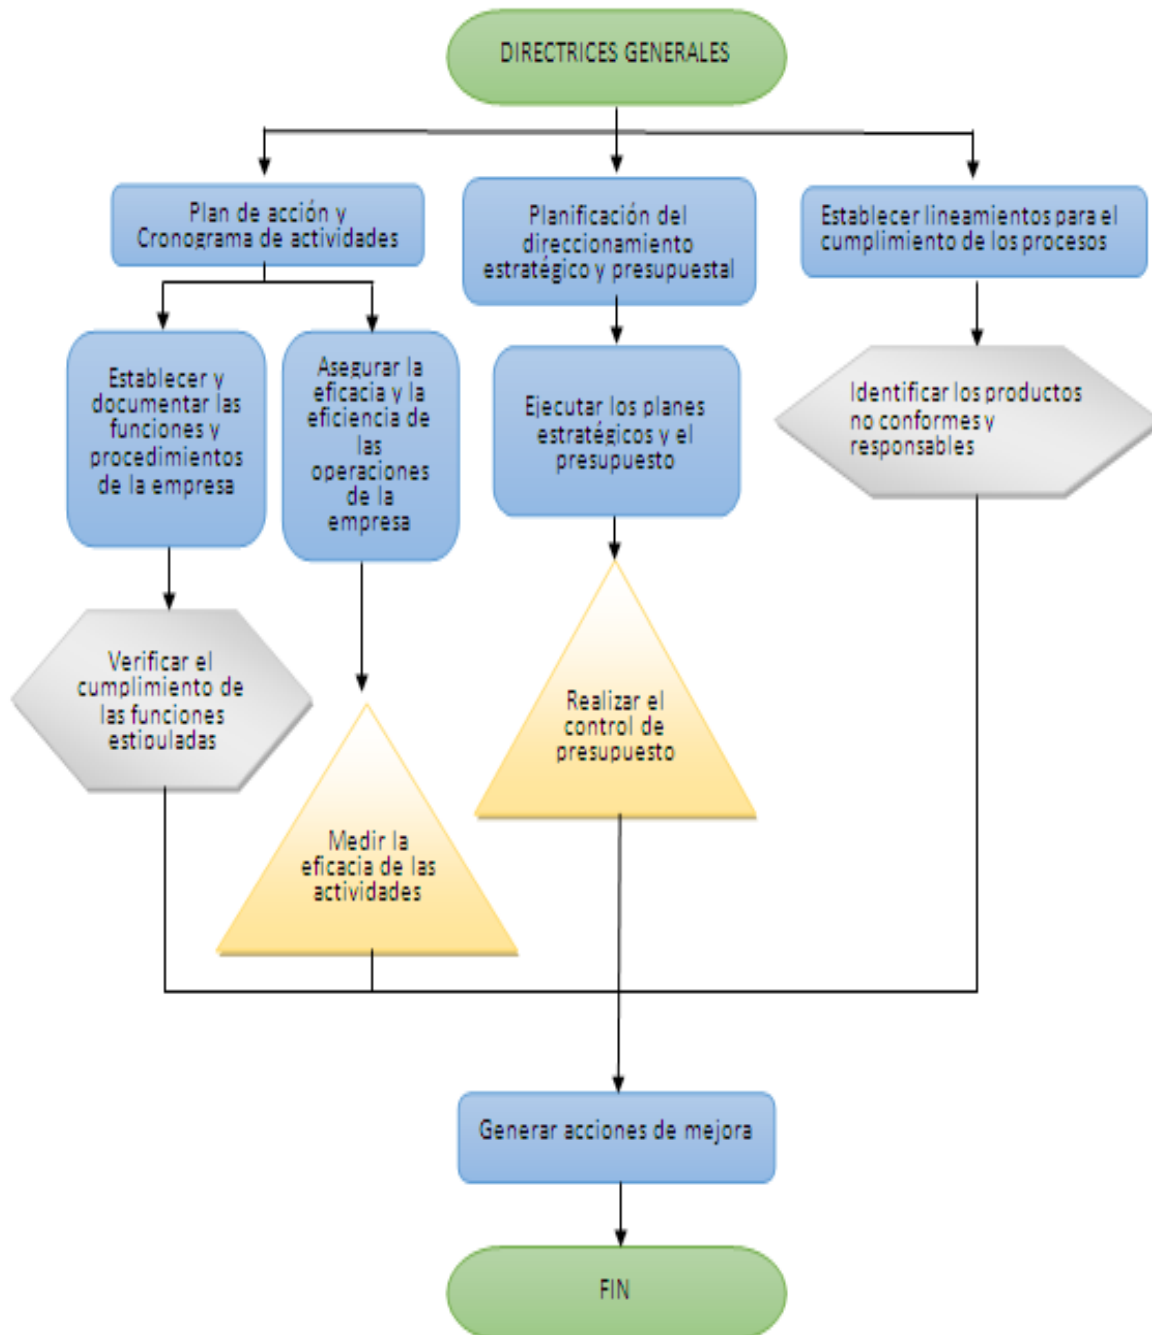 DIRECTRICES GENERALES
Plan de acción y
Cronograma de actividades
Planificación del
direccionamiento
estratégico y presupuestal
Establecer lineamientos para el
cumplimiento de los procesos
Establecer y
documentar las
funciones y
procedimientos
de la empresa
Asegurar la
eficacia y la
eficiencia de
las
operaciones
de la
empresa
Ejecutar los planes
estratégicos y el
presupuesto
Identificar los productos
no conformes y
responsables
Verificar el
cumplimiento de
las funciones
estipuladas
Medir la
eficacia de las
actividades
Realizar el
control de
presupuesto
Generar acciones de mejora
FIN